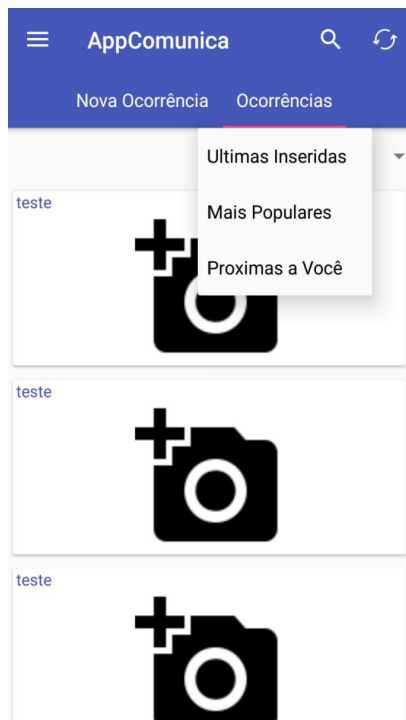 AppComunica
Nova Ocorrência
Ocorrências
Ultimas Inseridas
Mais Populares
Proximas a Você
teste
teste
teste